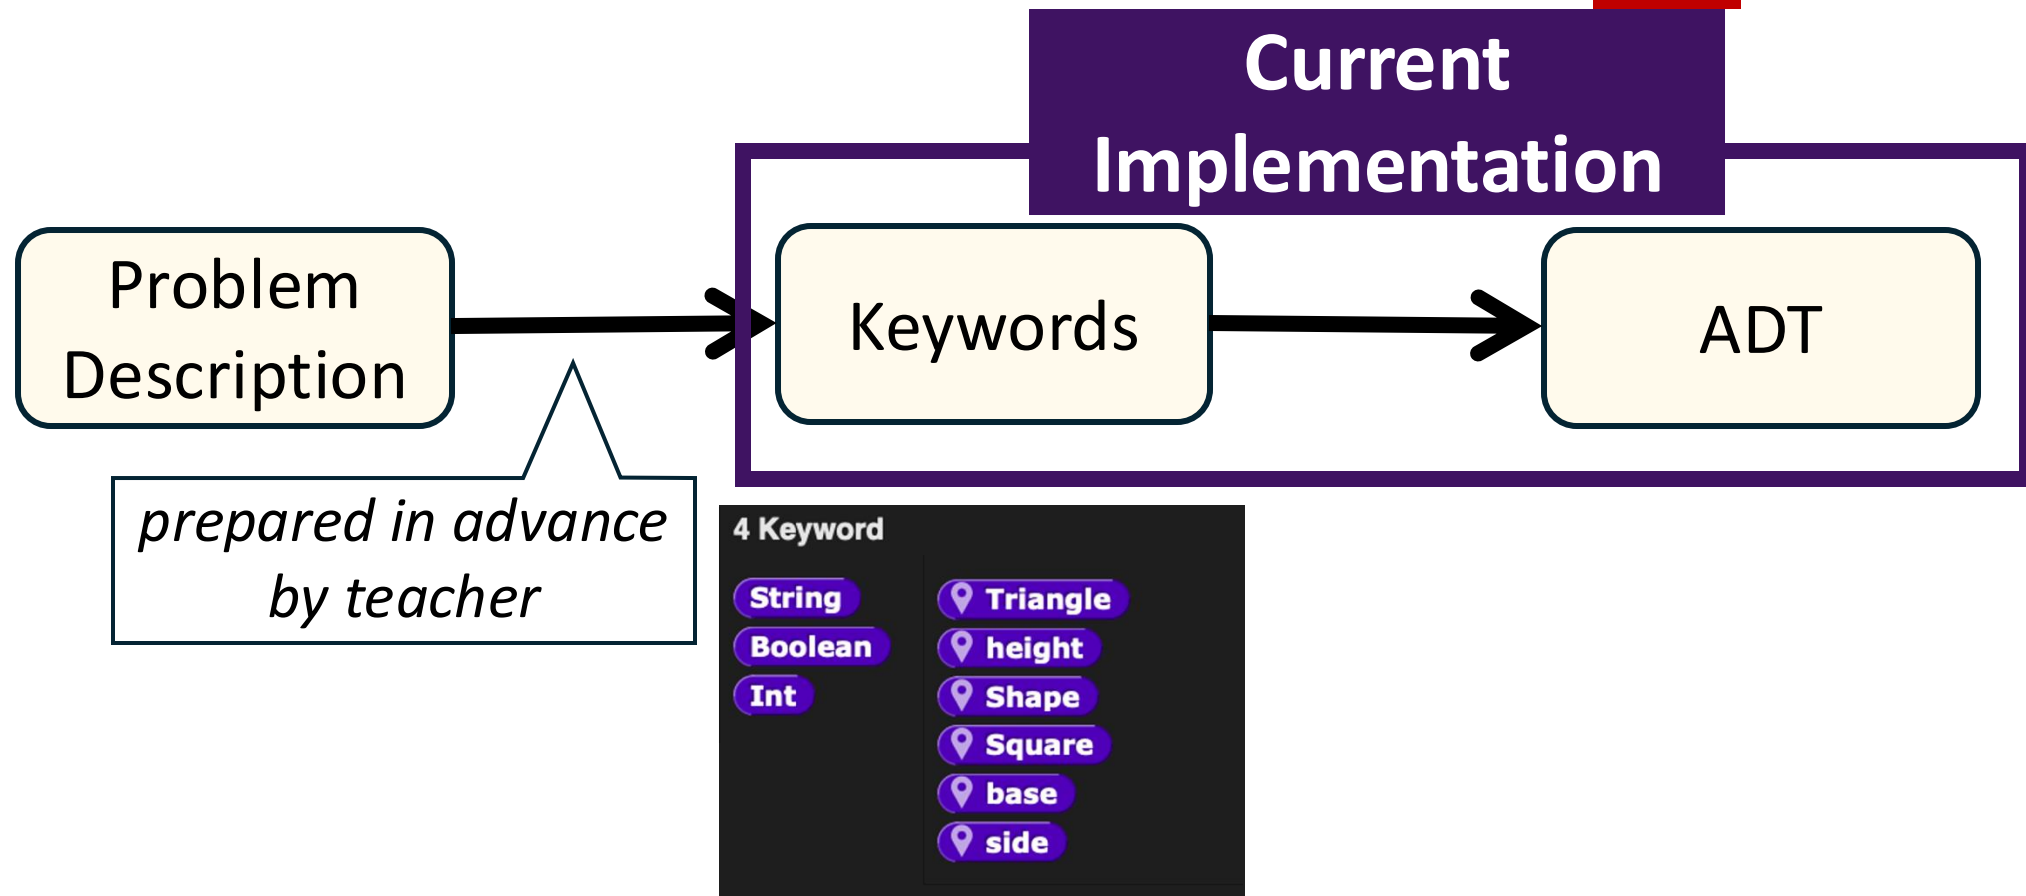 Current
Implementation
Problem
Description
Keywords
ADT
prepared in advance
by teacher
4 Keyword
String
Boolean
Int
Triangle
height
Shape
Square
base
side